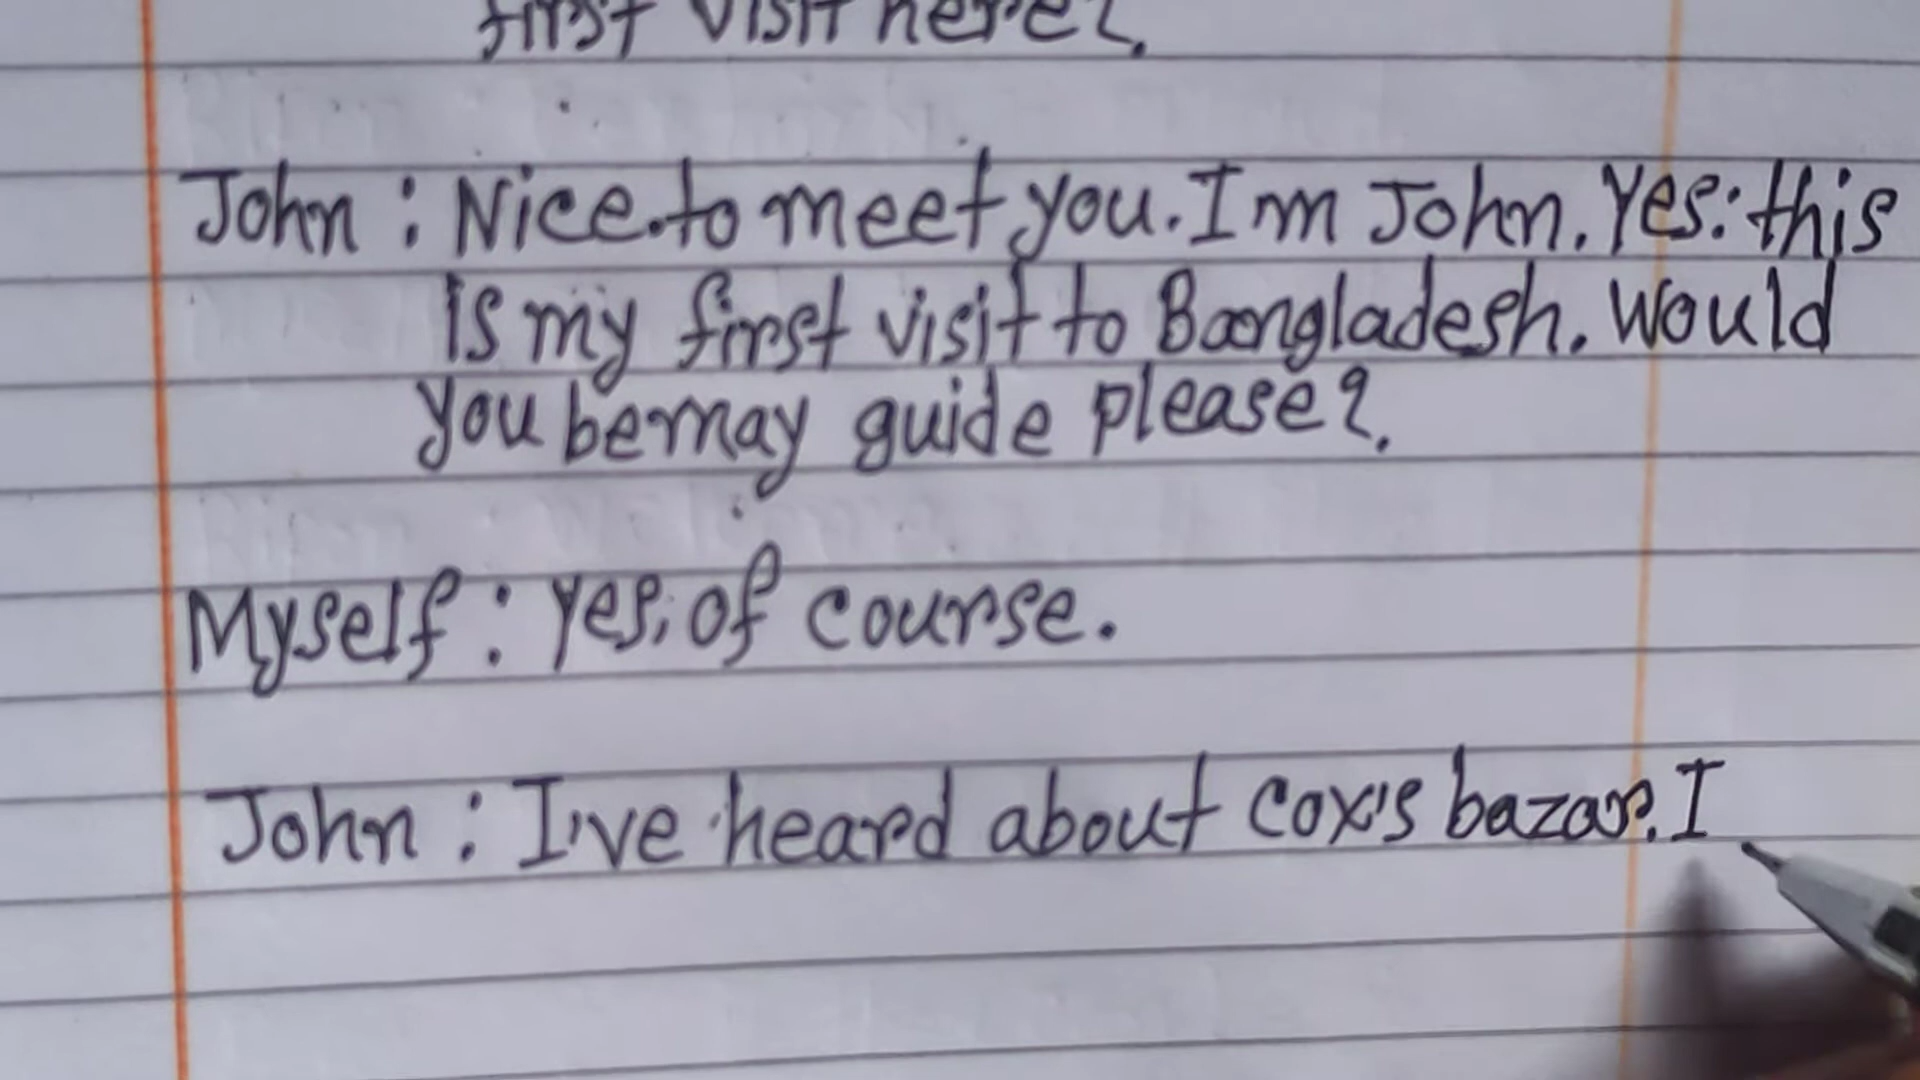 first visit here?.
John : Nice to meet you. I'm John. Yes: this
is my first visit to Bangladesh. Would
you be may guide please?.
Myself : Yes, of course.
John : I've heard about cox's bazar. I